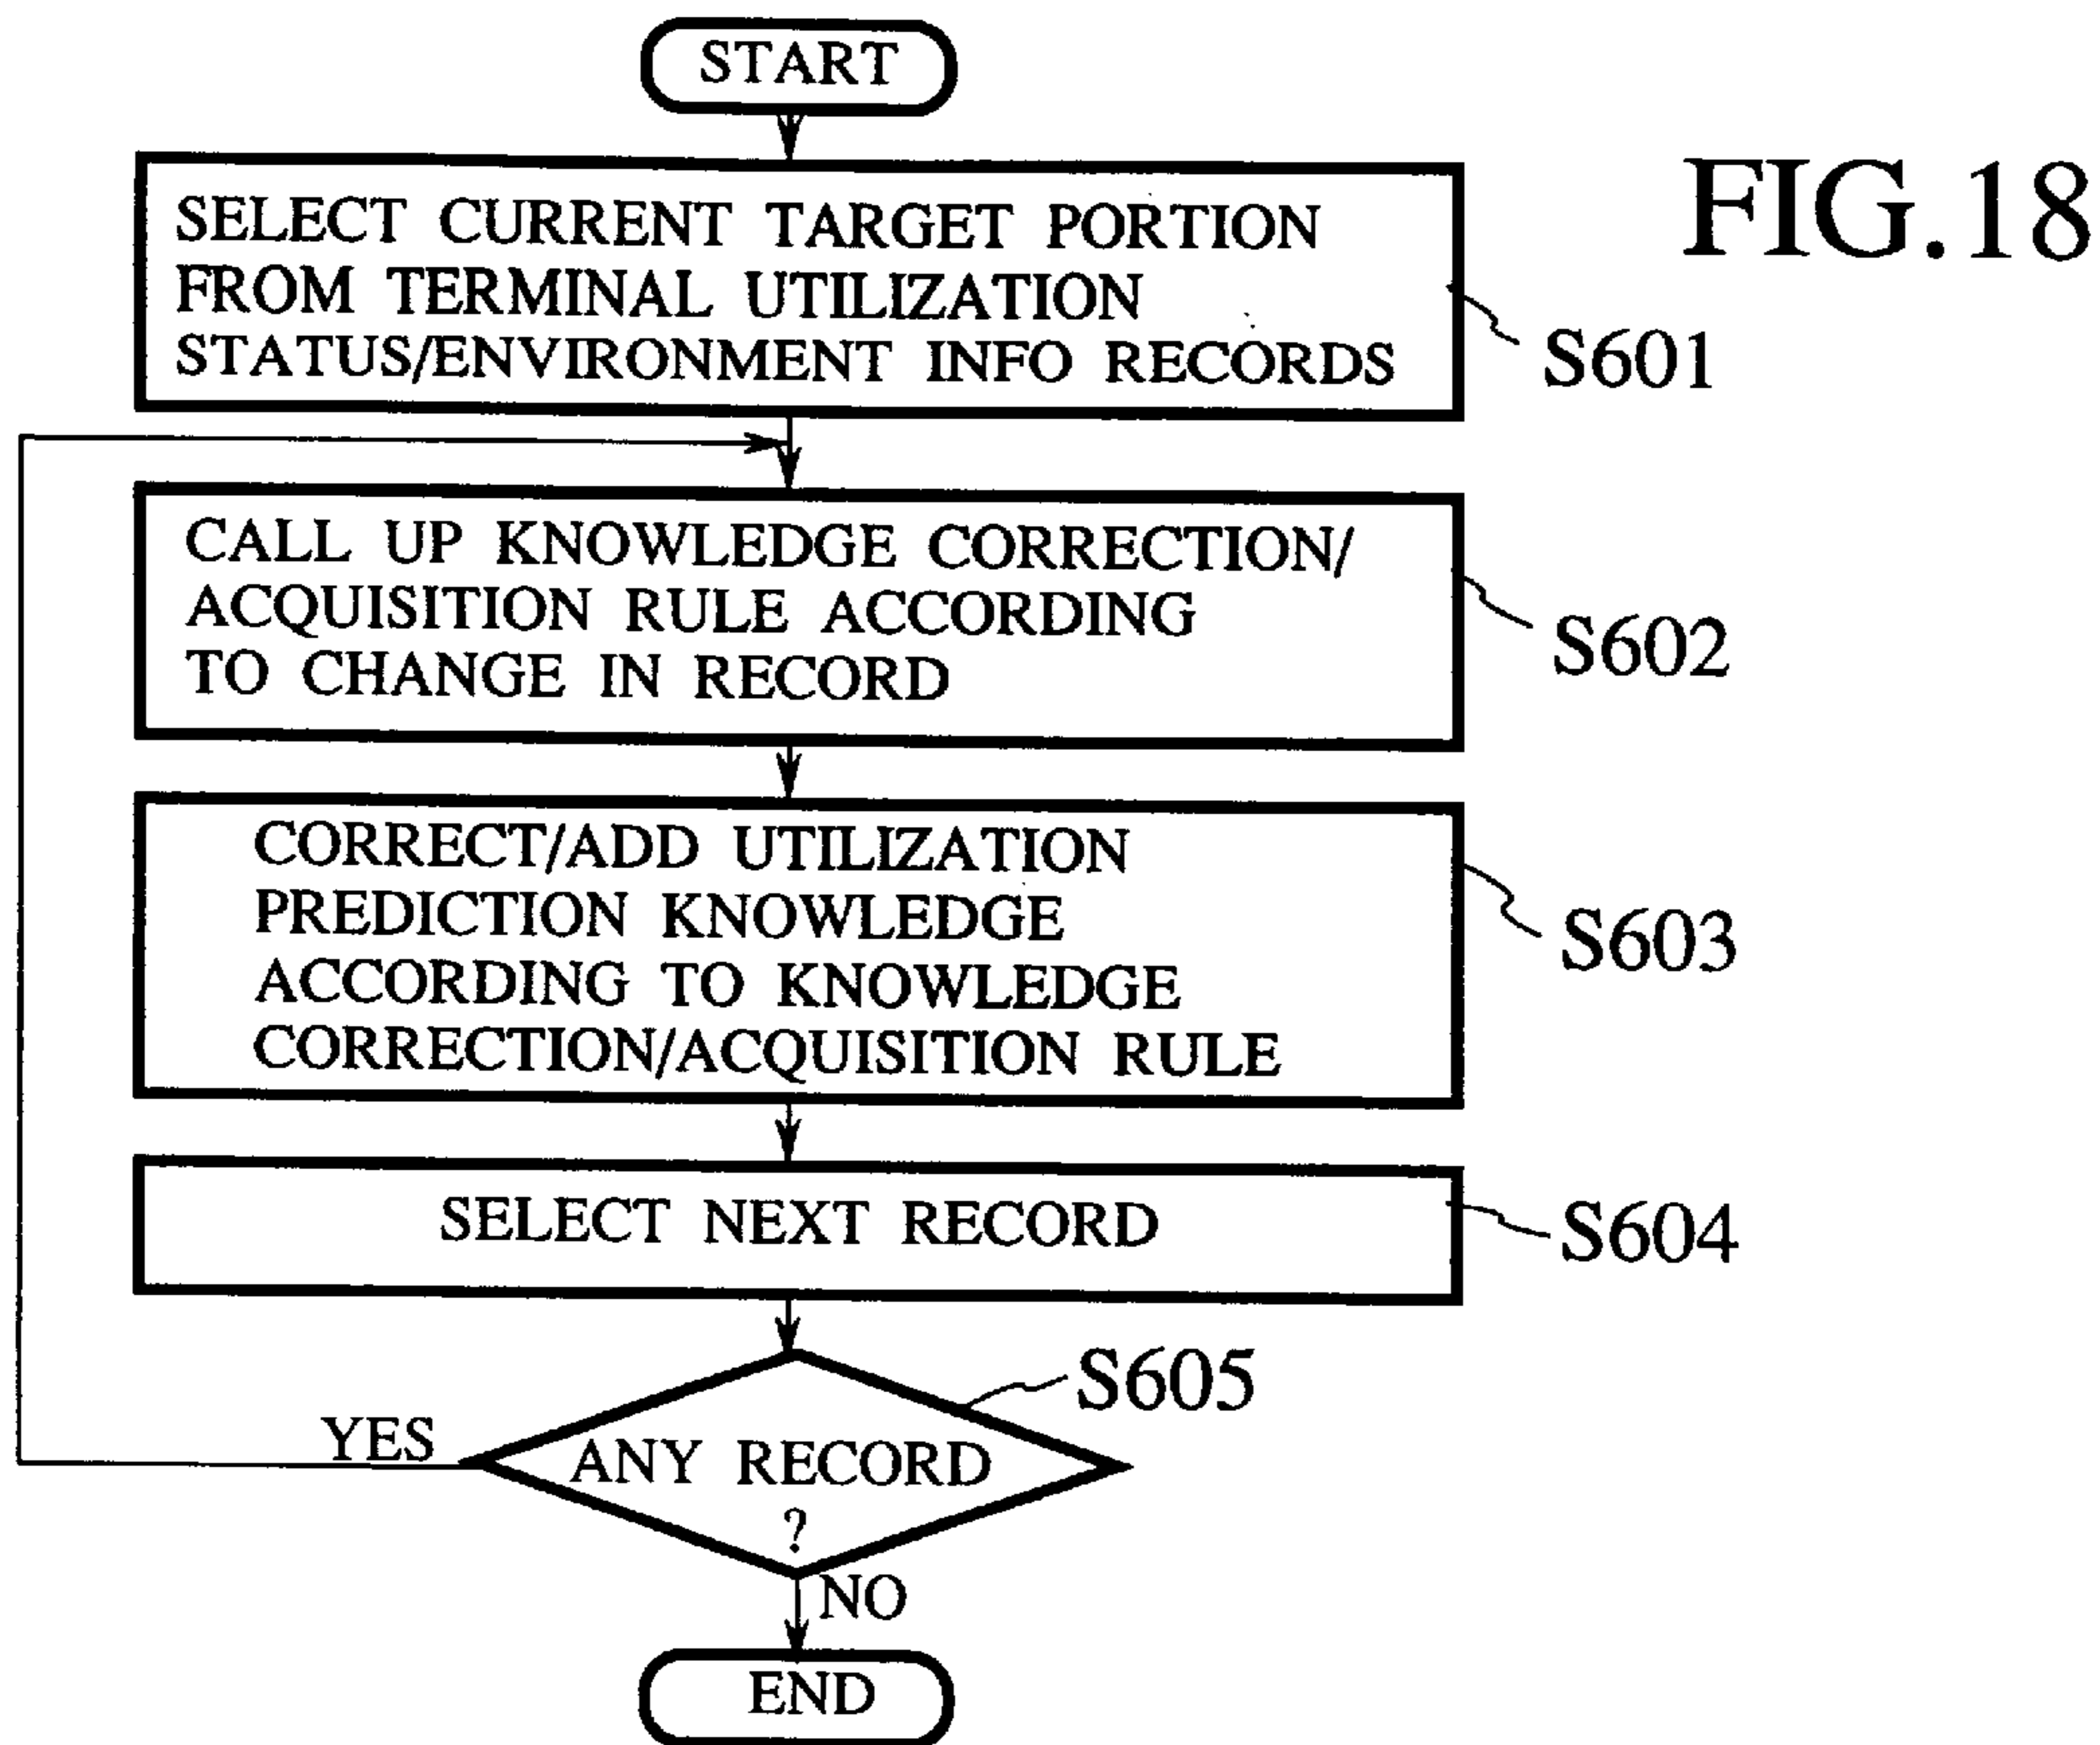 START
FIG.18
SELECT CURRENT TARGET PORTION
FROM TERMINAL UTILIZATION
STATUS/ENVIRONMENT INFO RECORDS
S601
CALL UP KNOWLEDGE CORRECTION/
ACQUISITION RULE ACCORDING
TO CHANGE IN RECORD
S602
CORRECT/ADD UTILIZATION
PREDICTION KNOWLEDGE
ACCORDING TO KNOWLEDGE
CORRECTION/ACQUISITION RULE
S603
SELECT NEXT RECORD
S604
S605
YES
ANY RECORD
?
NO
END